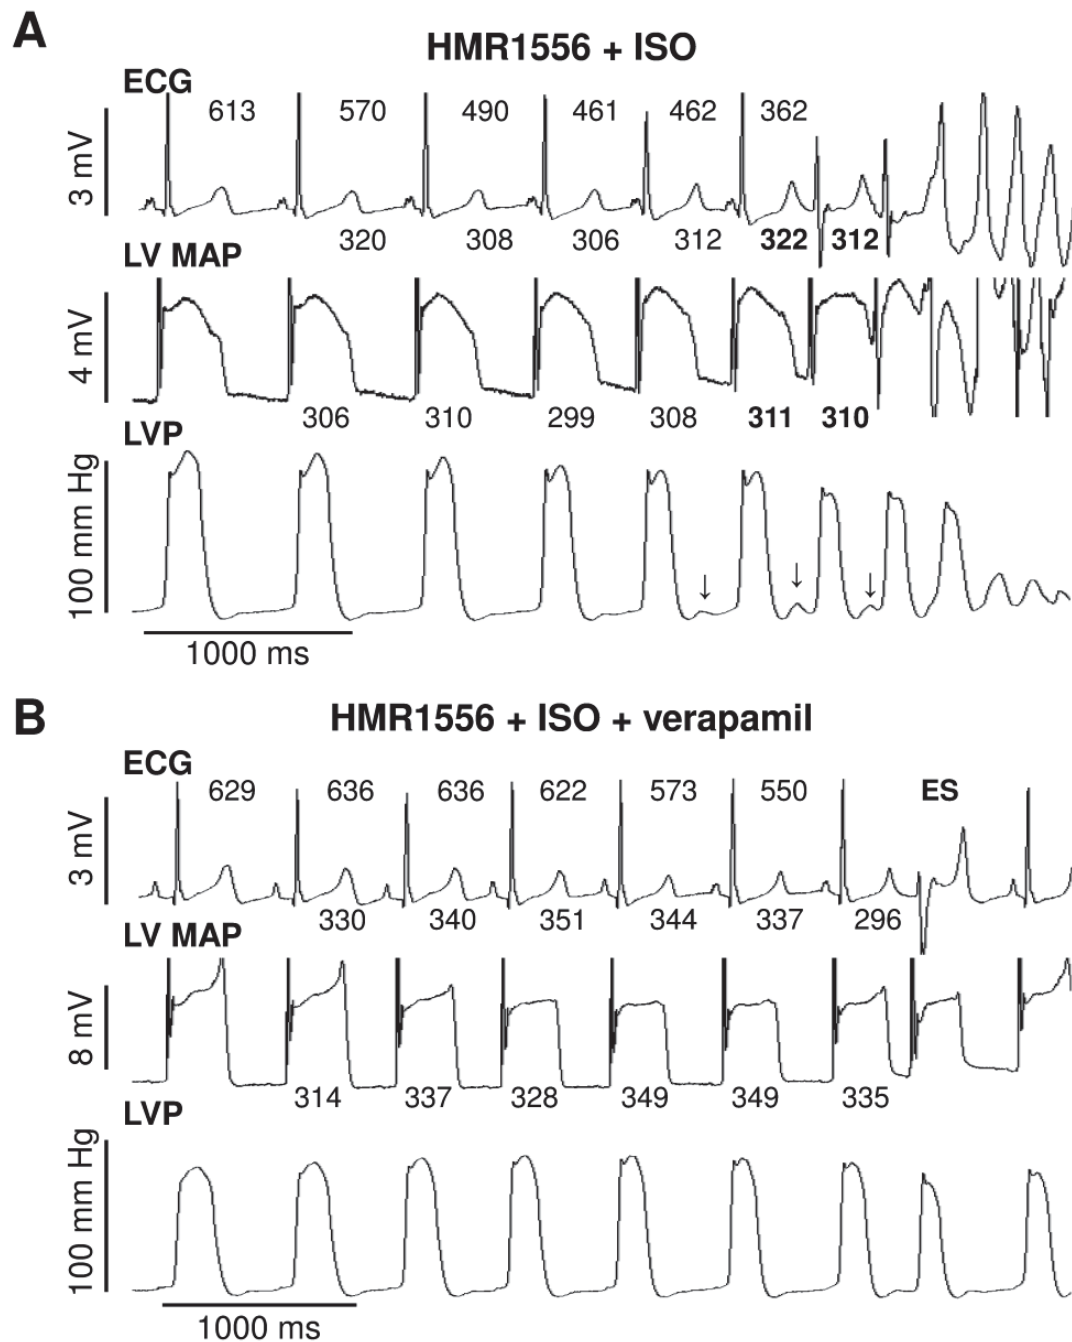 A
HMR1556 + ISO
ECG
613 570 490 461 462 362
3 mV
320 308 306 312 322 312
LV MAP
4 mV
306 310 299 308 311 310
LVP
100 mm Hg
1000 ms
B
HMR1556 + ISO + verapamil
ECG
629 636 636 622 573 550 ES
3 mV
330 340 351 344 337 296
LV MAP
8 mV
314 337 328 349 349 335
LVP
100 mm Hg
1000 ms